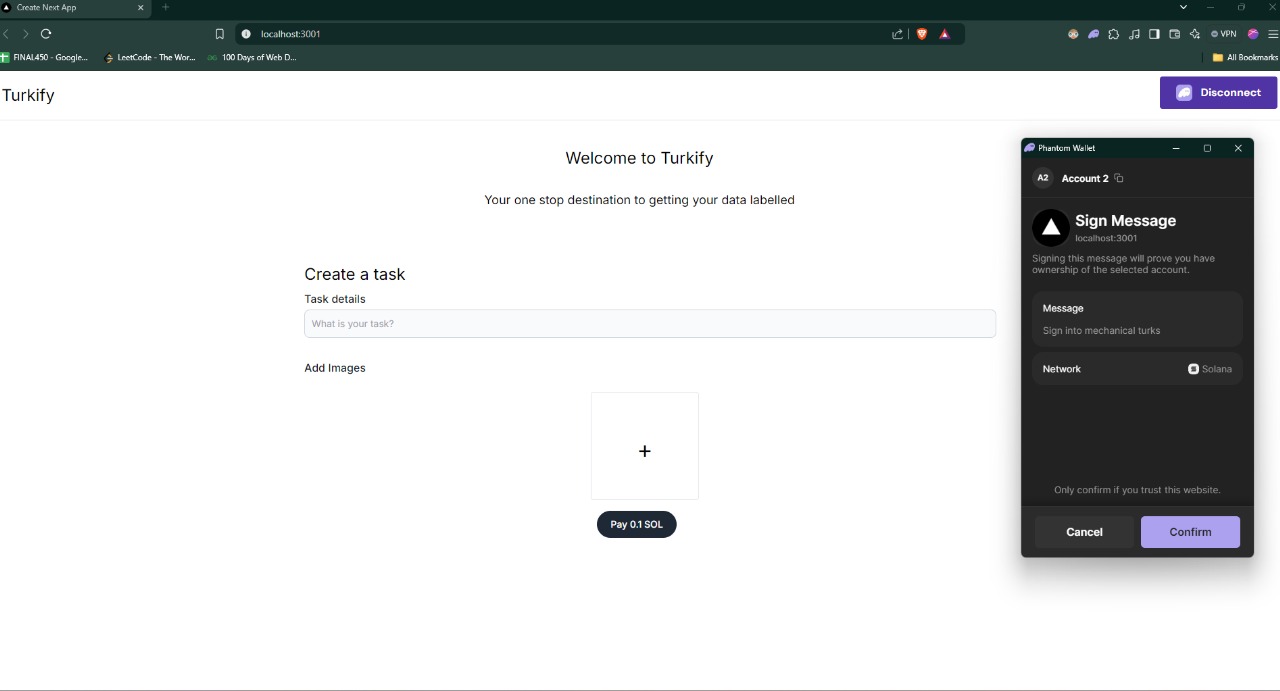 Create Next App
localhost:3001
VPN
FINAL450 - Google...
LeetCode - The Wor...
100 Days of Web D...
All Bookmarks
Turkify
Disconnect
Welcome to Turkify
Your one stop destination to getting your data labelled
Create a task
Task details
What is your task?
Add Images
+
Pay 0.1 SOL
Phantom Wallet
A2
Account 2
Sign Message
localhost:3001
Signing this message will prove you have
ownership of the selected account.
Message
Sign into mechanical turks
Network
Solana
Only confirm if you trust this website.
Cancel
Confirm